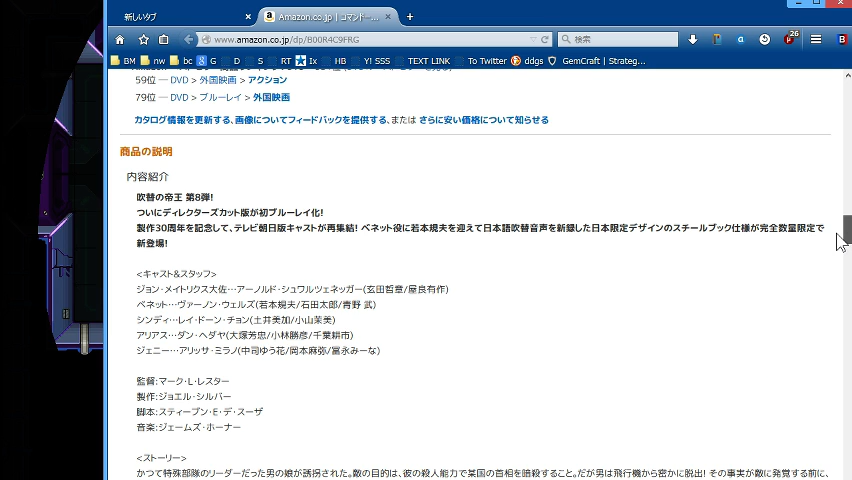 新しいタブ
Amazon.co.jp | コマンドー...
www.amazon.co.jp/dp/B00R4C9FRG
検索
26
BM nw bc G D S RT Ix HB Y! SSS TEXT LINK To Twitter ddgs GemCraft | Strateg...
59位 ─ DVD > 外国映画 > アクション
79位 ─ DVD > ブルーレイ > 外国映画
カタログ情報を更新する、画像についてフィードバックを提供する、または さらに安い価格について知らせる
商品の説明
内容紹介
吹替の帝王 第8弾!
ついにディレクターズカット版が初ブルーレイ化!
製作30周年を記念して、テレビ朝日版キャストが再集結! ベネット役に若本規夫を迎えて日本語吹替音声を新録した日本限定デザインのスチールブック仕様が完全数量限定で
新登場!
<キャスト&スタッフ>
ジョン・メイトリクス大佐…アーノルド・シュワルツェネッガー(玄田哲章/屋良有作)
ベネット…ヴァーノン・ウェルズ(若本規夫/石田太郎/青野 武)
シンディ…レイ・ドーン・チョン(土井美加/小山茉美)
アリアス…ダン・ヘダヤ(大塚芳忠/小林勝彦/千葉耕市)
ジェニー…アリッサ・ミラノ(中司ゆう花/岡本麻弥/冨永みーな)
監督:マーク・L・レスター
製作:ジョエル・シルバー
脚本:スティーブン・E・デ・スーザ
音楽:ジェームズ・ホーナー
<ストーリー>
かつて特殊部隊のリーダーだった男の娘が誘拐された。敵の目的は、彼の殺人能力で某国の首相を暗殺すること。だが男は飛行機から密かに脱出! その事実が敵に発覚する前に、